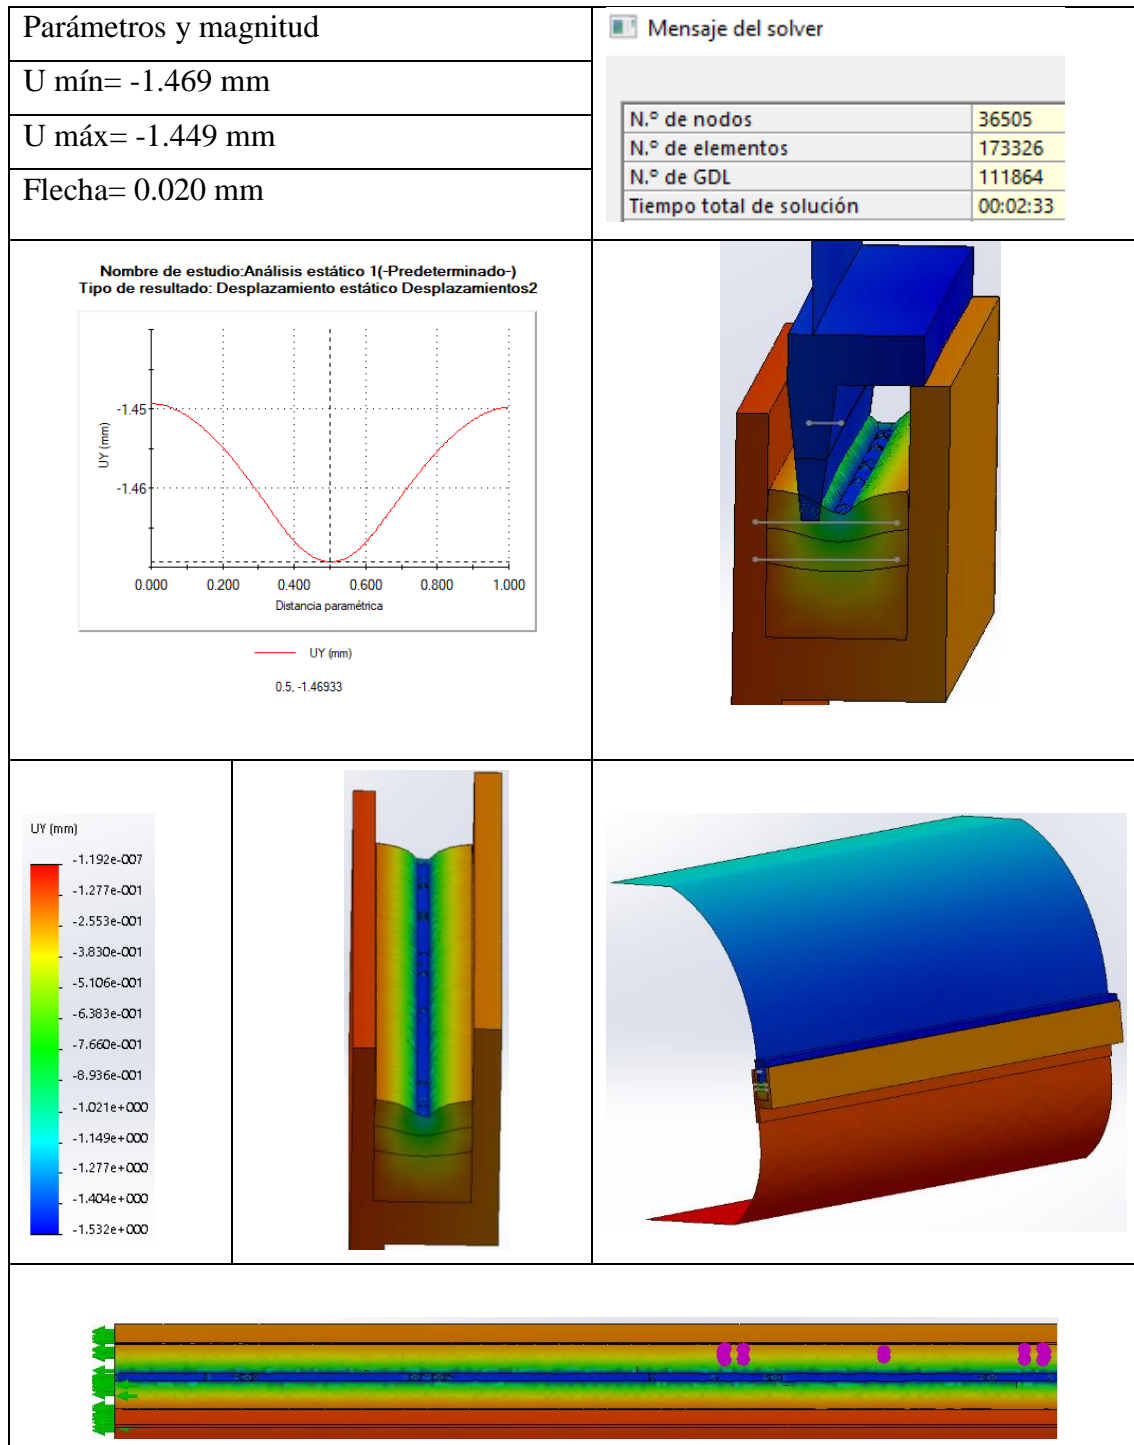 Parámetros y magnitud
U mín= -1.469 mm
U máx= -1.449 mm
Flecha= 0.020 mm
Mensaje del solver
N.º de nodos 36505
N.º de elementos 173326
N.º de GDL 111864
Tiempo total de solución 00:02:33
Nombre de estudio:Análisis estático 1(-Predeterminado-)
Tipo de resultado: Desplazamiento estático Desplazamientos2
-1.45
-1.46
UY (mm)
0.000 0.200 0.400 0.600 0.800 1.000
Distancia paramétrica
UY (mm)
0.5, -1.46933
UY (mm)
-1.192e-007
-1.277e-001
-2.553e-001
-3.830e-001
-5.106e-001
-6.383e-001
-7.660e-001
-8.936e-001
-1.021e+000
-1.149e+000
-1.277e+000
-1.404e+000
-1.532e+000